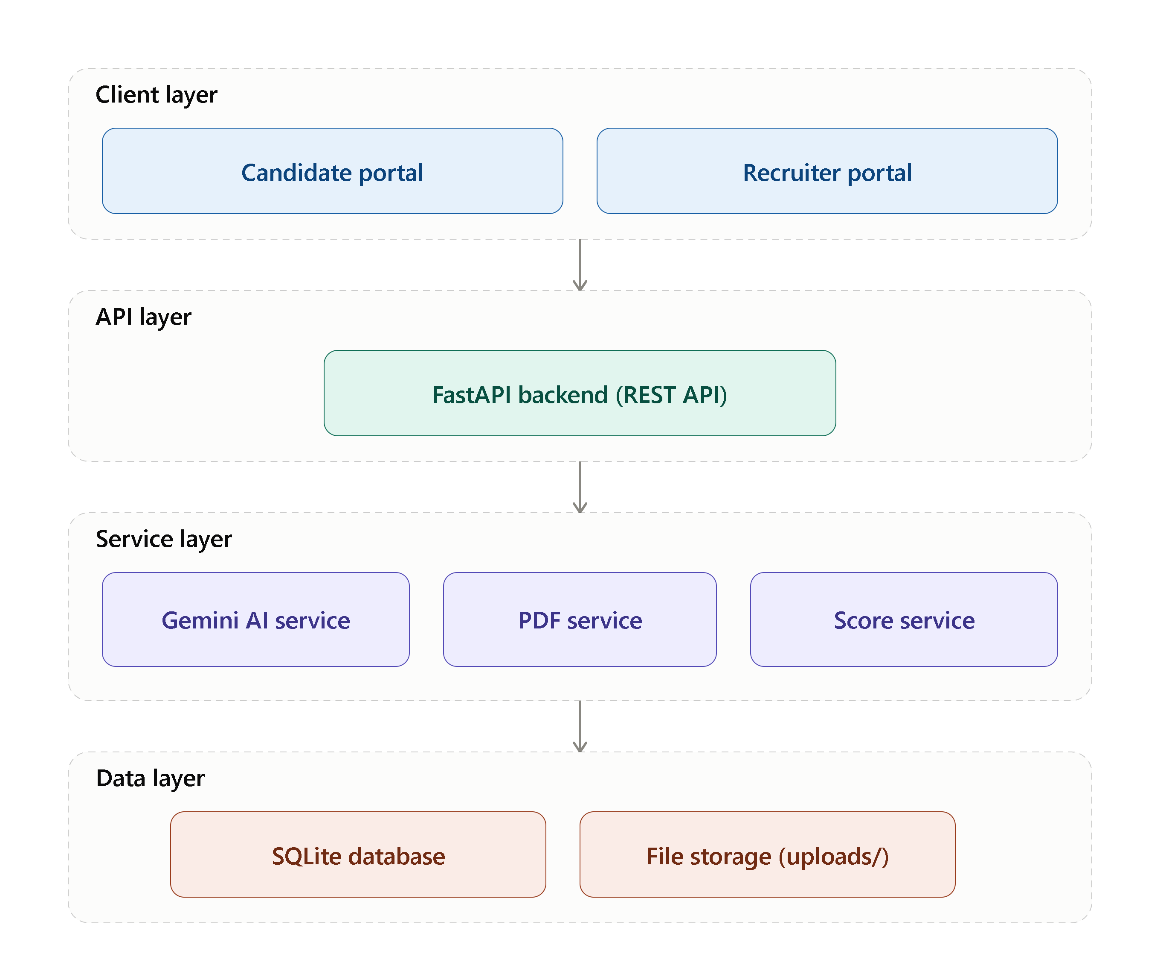 Client layer
Candidate portal
Recruiter portal
API layer
FastAPI backend (REST API)
Service layer
Gemini AI service
PDF service
Score service
Data layer
SQLite database
File storage (uploads/)